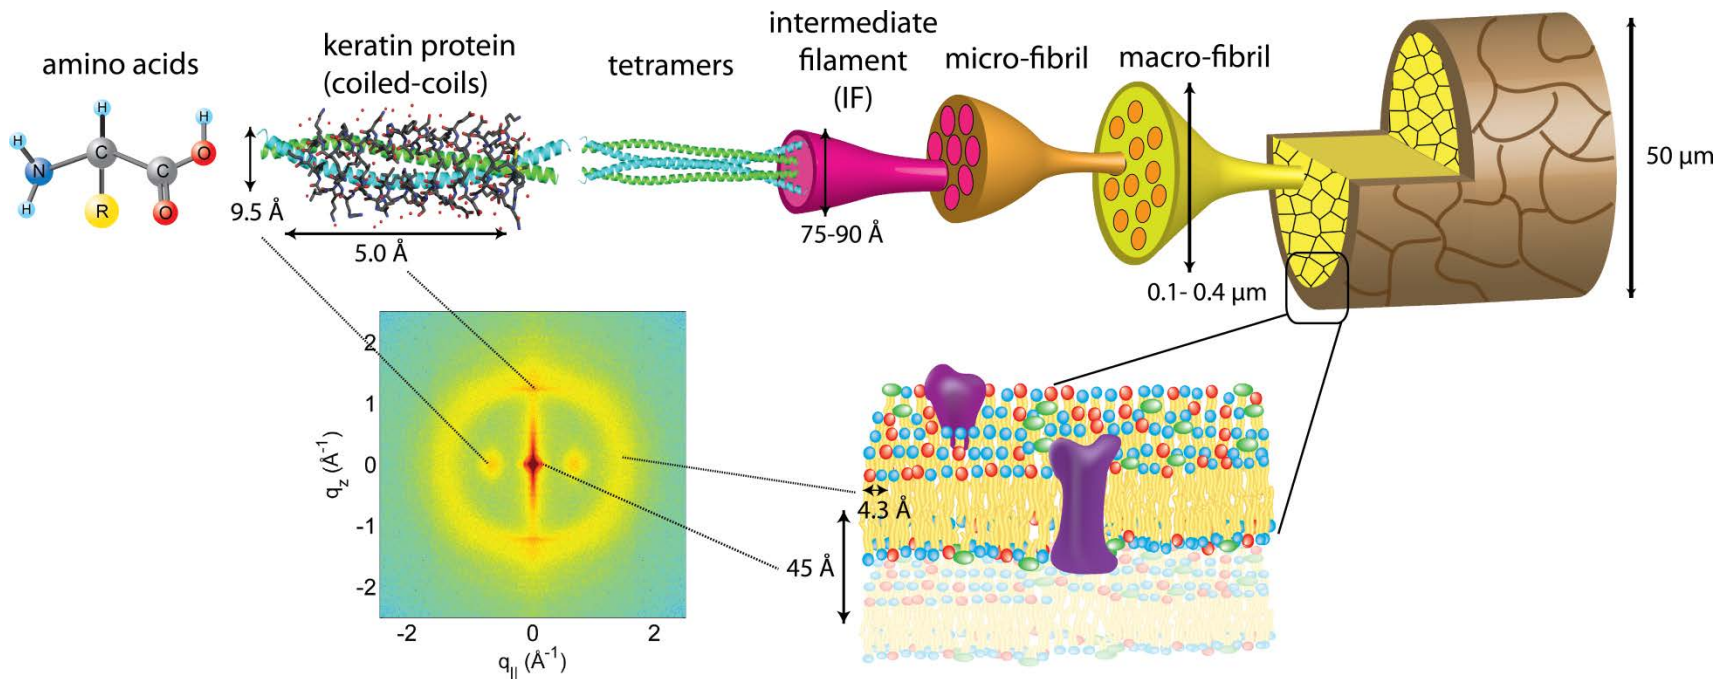 amino acids
H
H
N
H
C
R
C
O
H
O
keratin protein
(coiled-coils)
9.5 Å
5.0 Å
tetramers
intermediate
filament
(IF)
75-90 Å
micro-fibril
macro-fibril
0.1- 0.4 μm
50 μm
2
1
0
-1
-2
q_z (Å⁻¹)
-2
0
2
q_|| (Å⁻¹)
4.3 Å
45 Å